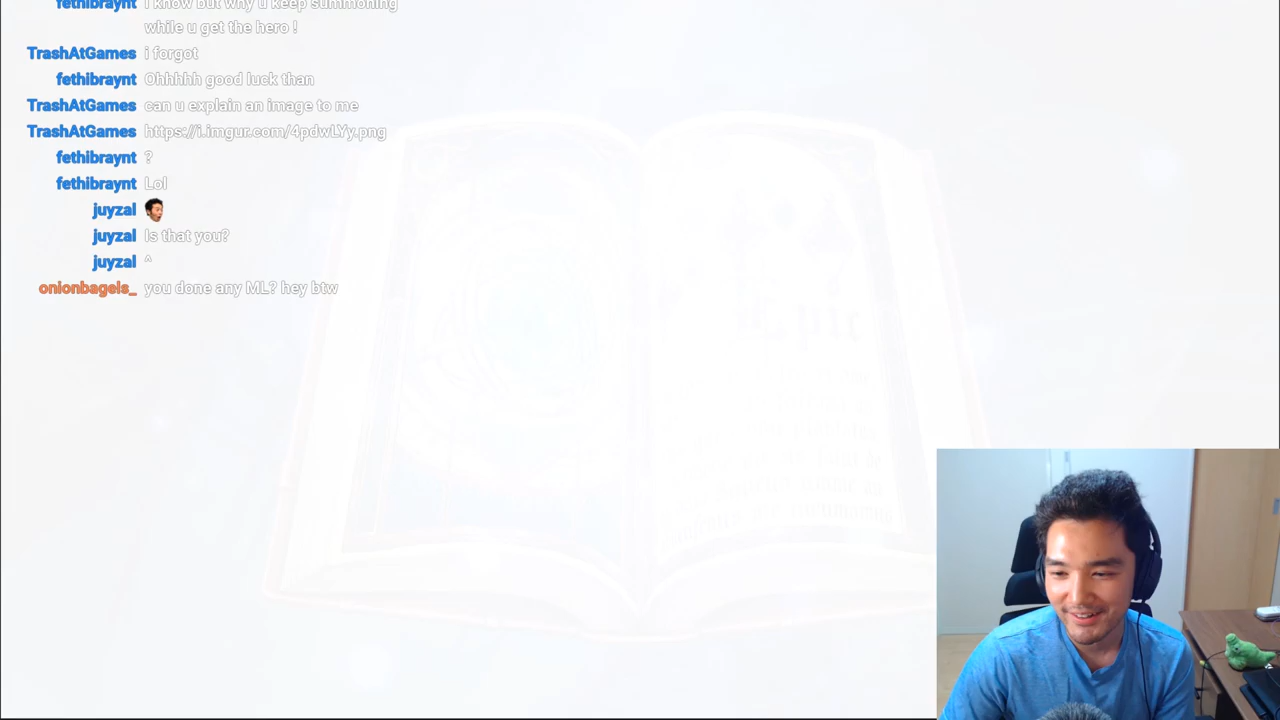 fethibraynt I know but why u keep summoning
while u get the hero !
TrashAtGames i forgot
fethibraynt Ohhhhh good luck than
TrashAtGames can u explain an image to me
TrashAtGames https://i.imgur.com/4pdwLYy.png
fethibraynt ?
fethibraynt Lol
juyzal
juyzal Is that you?
juyzal ^
onionbagels_ you done any ML? hey btw